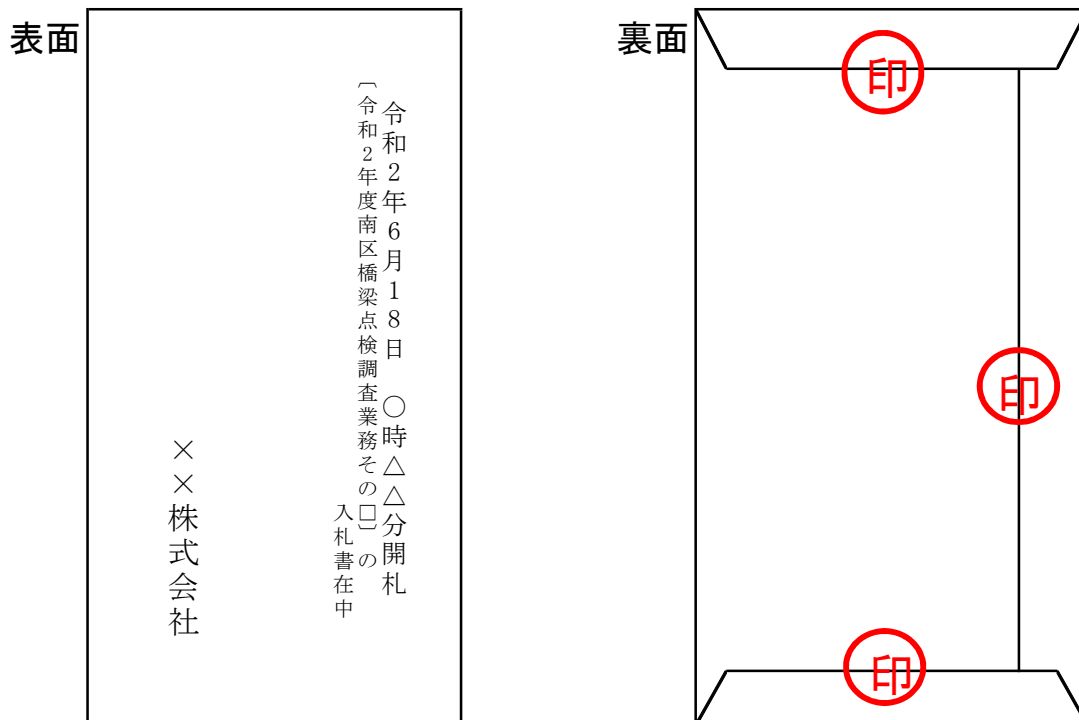 表面
令和2年6月18日　○時△△分開札
〔令和2年度南区橋梁点検調査業務その□〕の
入札書在中
××株式会社
裏面
印
印
印